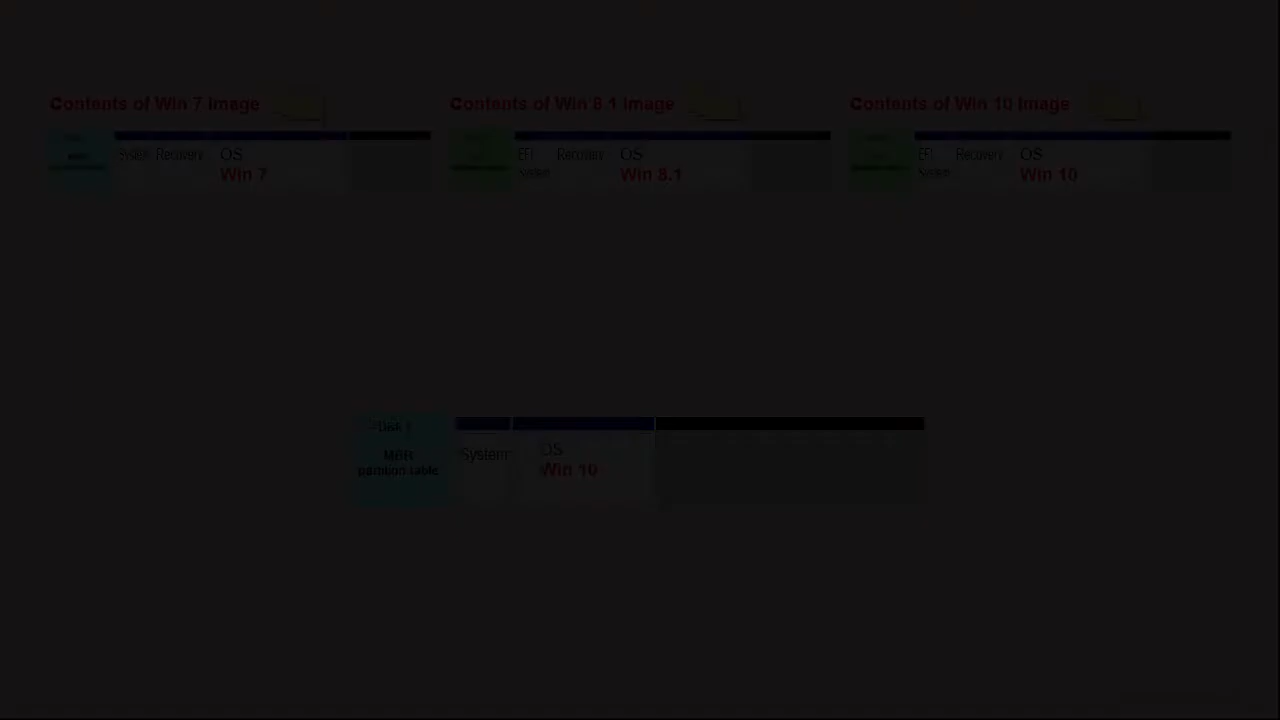 Contents of Win 7 Image
Contents of Win 8.1 Image
Contents of Win 10 Image
System Recovery OS
Win 7
EFI Recovery OS
System Win 8.1
EFI Recovery OS
System Win 10
Disk
MBR
partition table
System
OS
Win 10